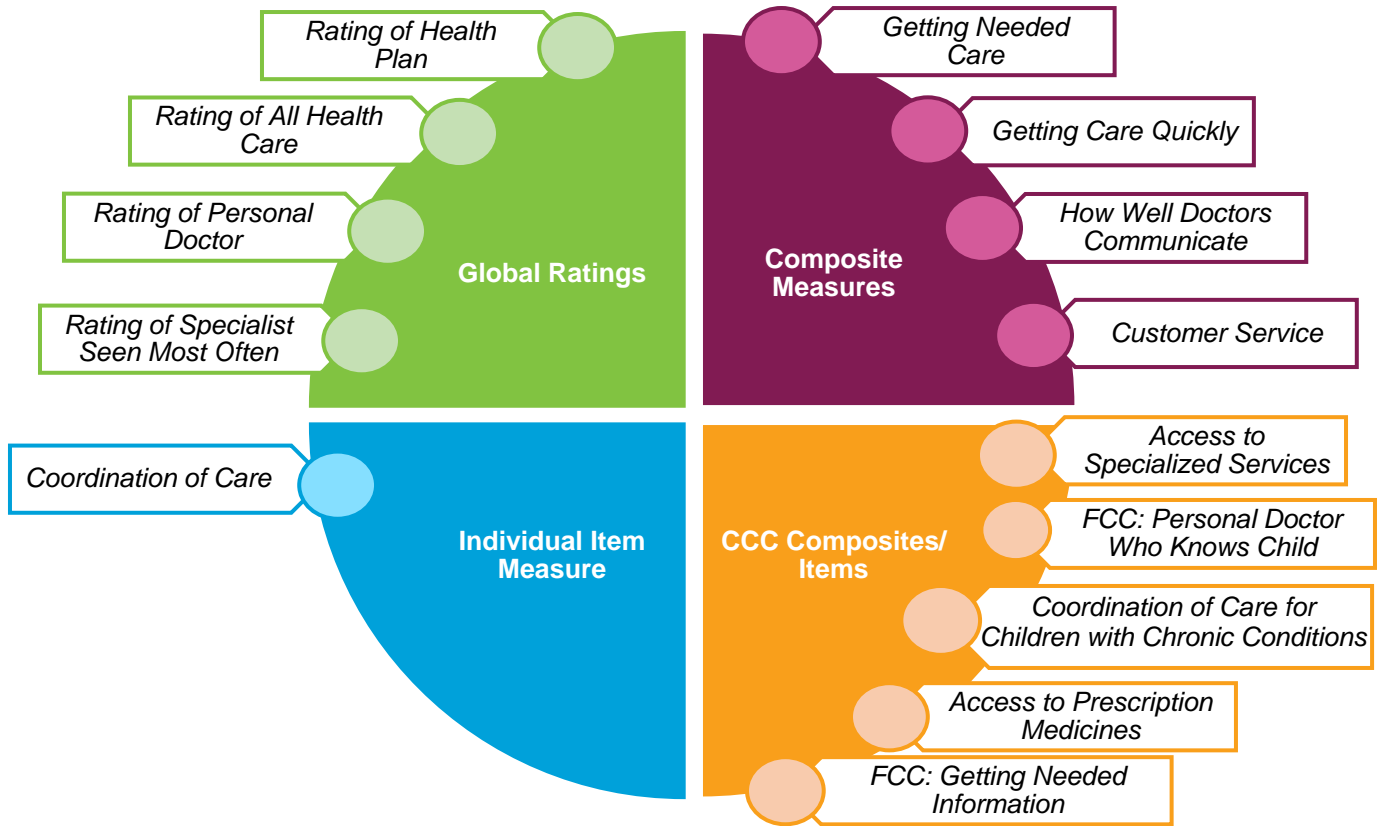 Rating of Health
Plan
Rating of All Health
Care
Rating of Personal
Doctor
Rating of Specialist
Seen Most Often
Global Ratings
Getting Needed
Care
Getting Care Quickly
How Well Doctors
Communicate
Customer Service
Composite
Measures
Coordination of Care
Individual Item
Measure
CCC Composites/
Items
Access to
Specialized Services
FCC: Personal Doctor
Who Knows Child
Coordination of Care for
Children with Chronic Conditions
Access to Prescription
Medicines
FCC: Getting Needed
Information